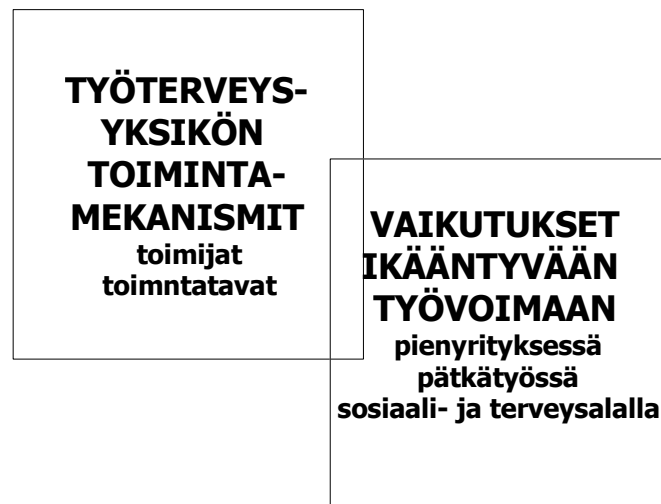 TYÖTERVEYS-
YKSIKÖN
TOIMINTA-
MEKANISMIT
toimijat
toimntatavat
VAIKUTUKSET
IKÄÄNTYVÄÄN
TYÖVOIMAAN
pienyrityksessä
pätkätyössä
sosiaali- ja terveysalalla